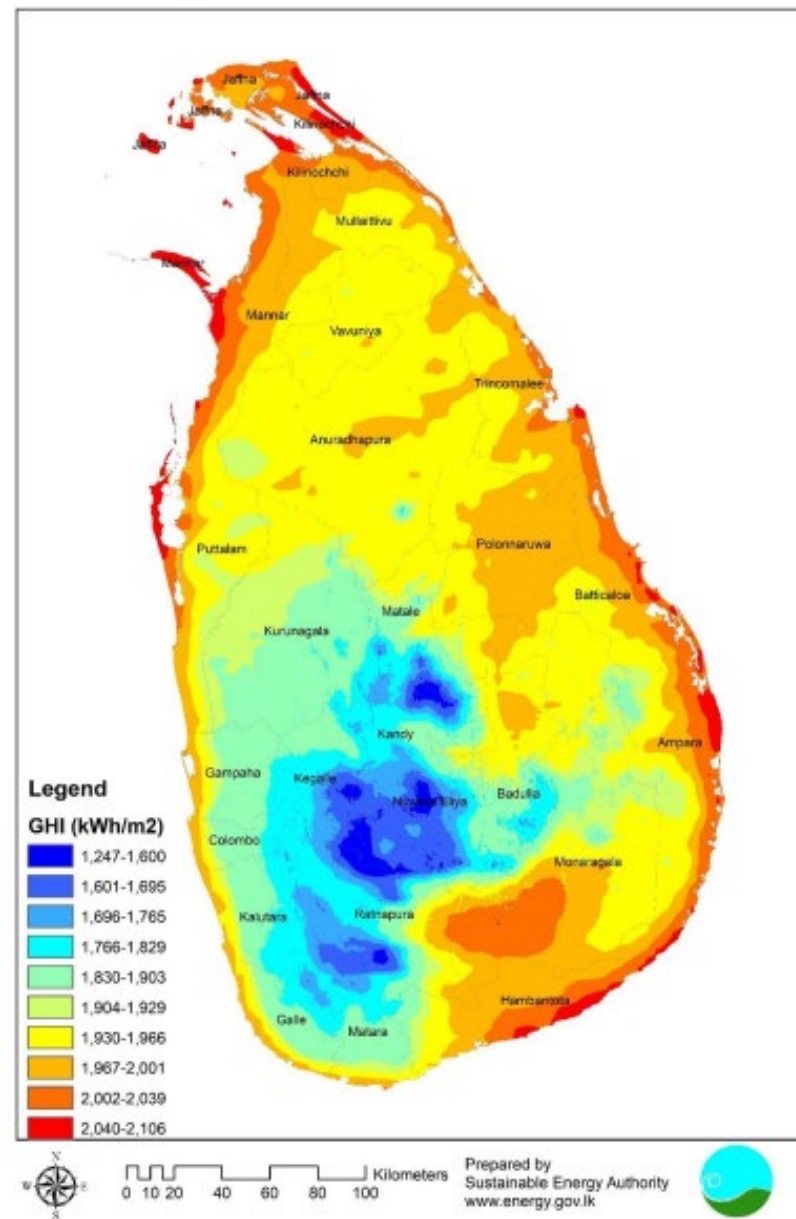 Jaffna
Jaffna
Jaffna
Kilinochchi
Jaffna
Kilinochchi
Mullaittivu
Mannar
Mannar
Vavuniya
Trincomalee
Anuradhapura
Puttalam
Polonnaruwa
Batticaloa
Matale
Kurunagala
Kandy
Ampara
Gampaha
Kegalle
Nuwara Eliya
Badulla
Colombo
Monaragala
Kalutara
Ratnapura
Hambantota
Galle
Matara
Legend
GHI (kWh/m2)
1,247-1,600
1,601-1,695
1,696-1,765
1,766-1,829
1,830-1,903
1,904-1,929
1,930-1,966
1,967-2,001
2,002-2,039
2,040-2,106
N
W E
S
Kilometers
0 10 20 40 60 80 100
Prepared by
Sustainable Energy Authority
www.energy.gov.lk